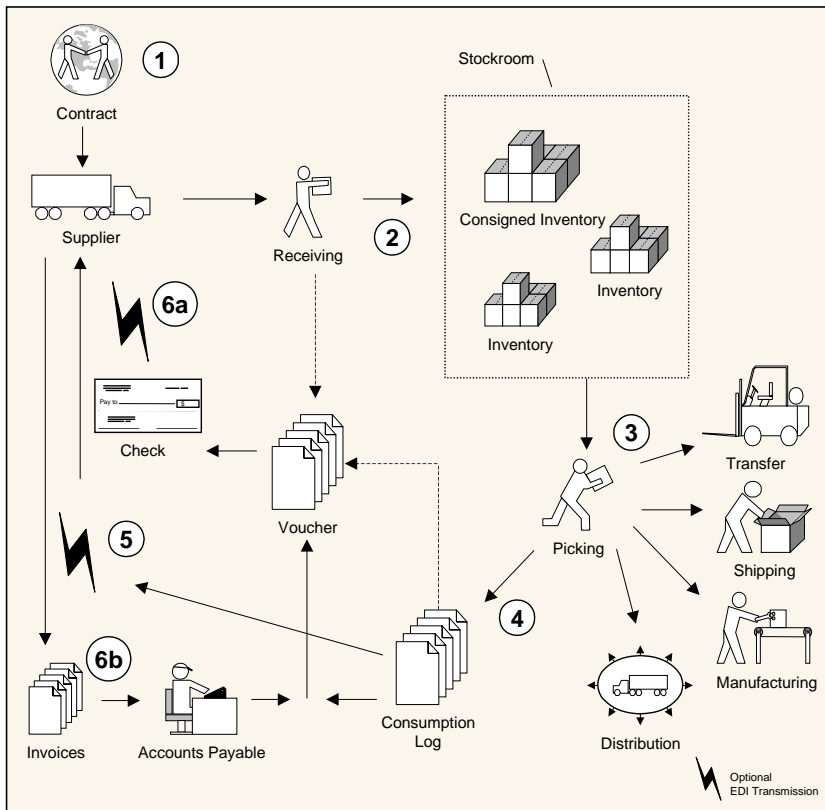 1
Contract
Stockroom
Supplier
Receiving
2
Consigned Inventory
Inventory
Inventory
6a
Pay to
$
Check
Voucher
3
Picking
Transfer
Shipping
5
4
Manufacturing
6b
Invoices
Accounts Payable
Consumption
Log
Distribution
Optional
EDI Transmission